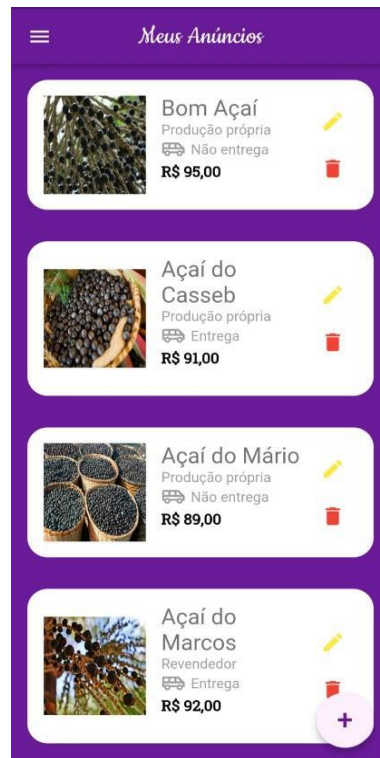 Meus Anúncios
Bom Açaí
Produção própria
Não entrega
R$ 95,00
Açaí do
Casseb
Produção própria
Entrega
R$ 91,00
Açaí do Mário
Produção própria
Não entrega
R$ 89,00
Açaí do
Marcos
Revendedor
Entrega
R$ 92,00
+